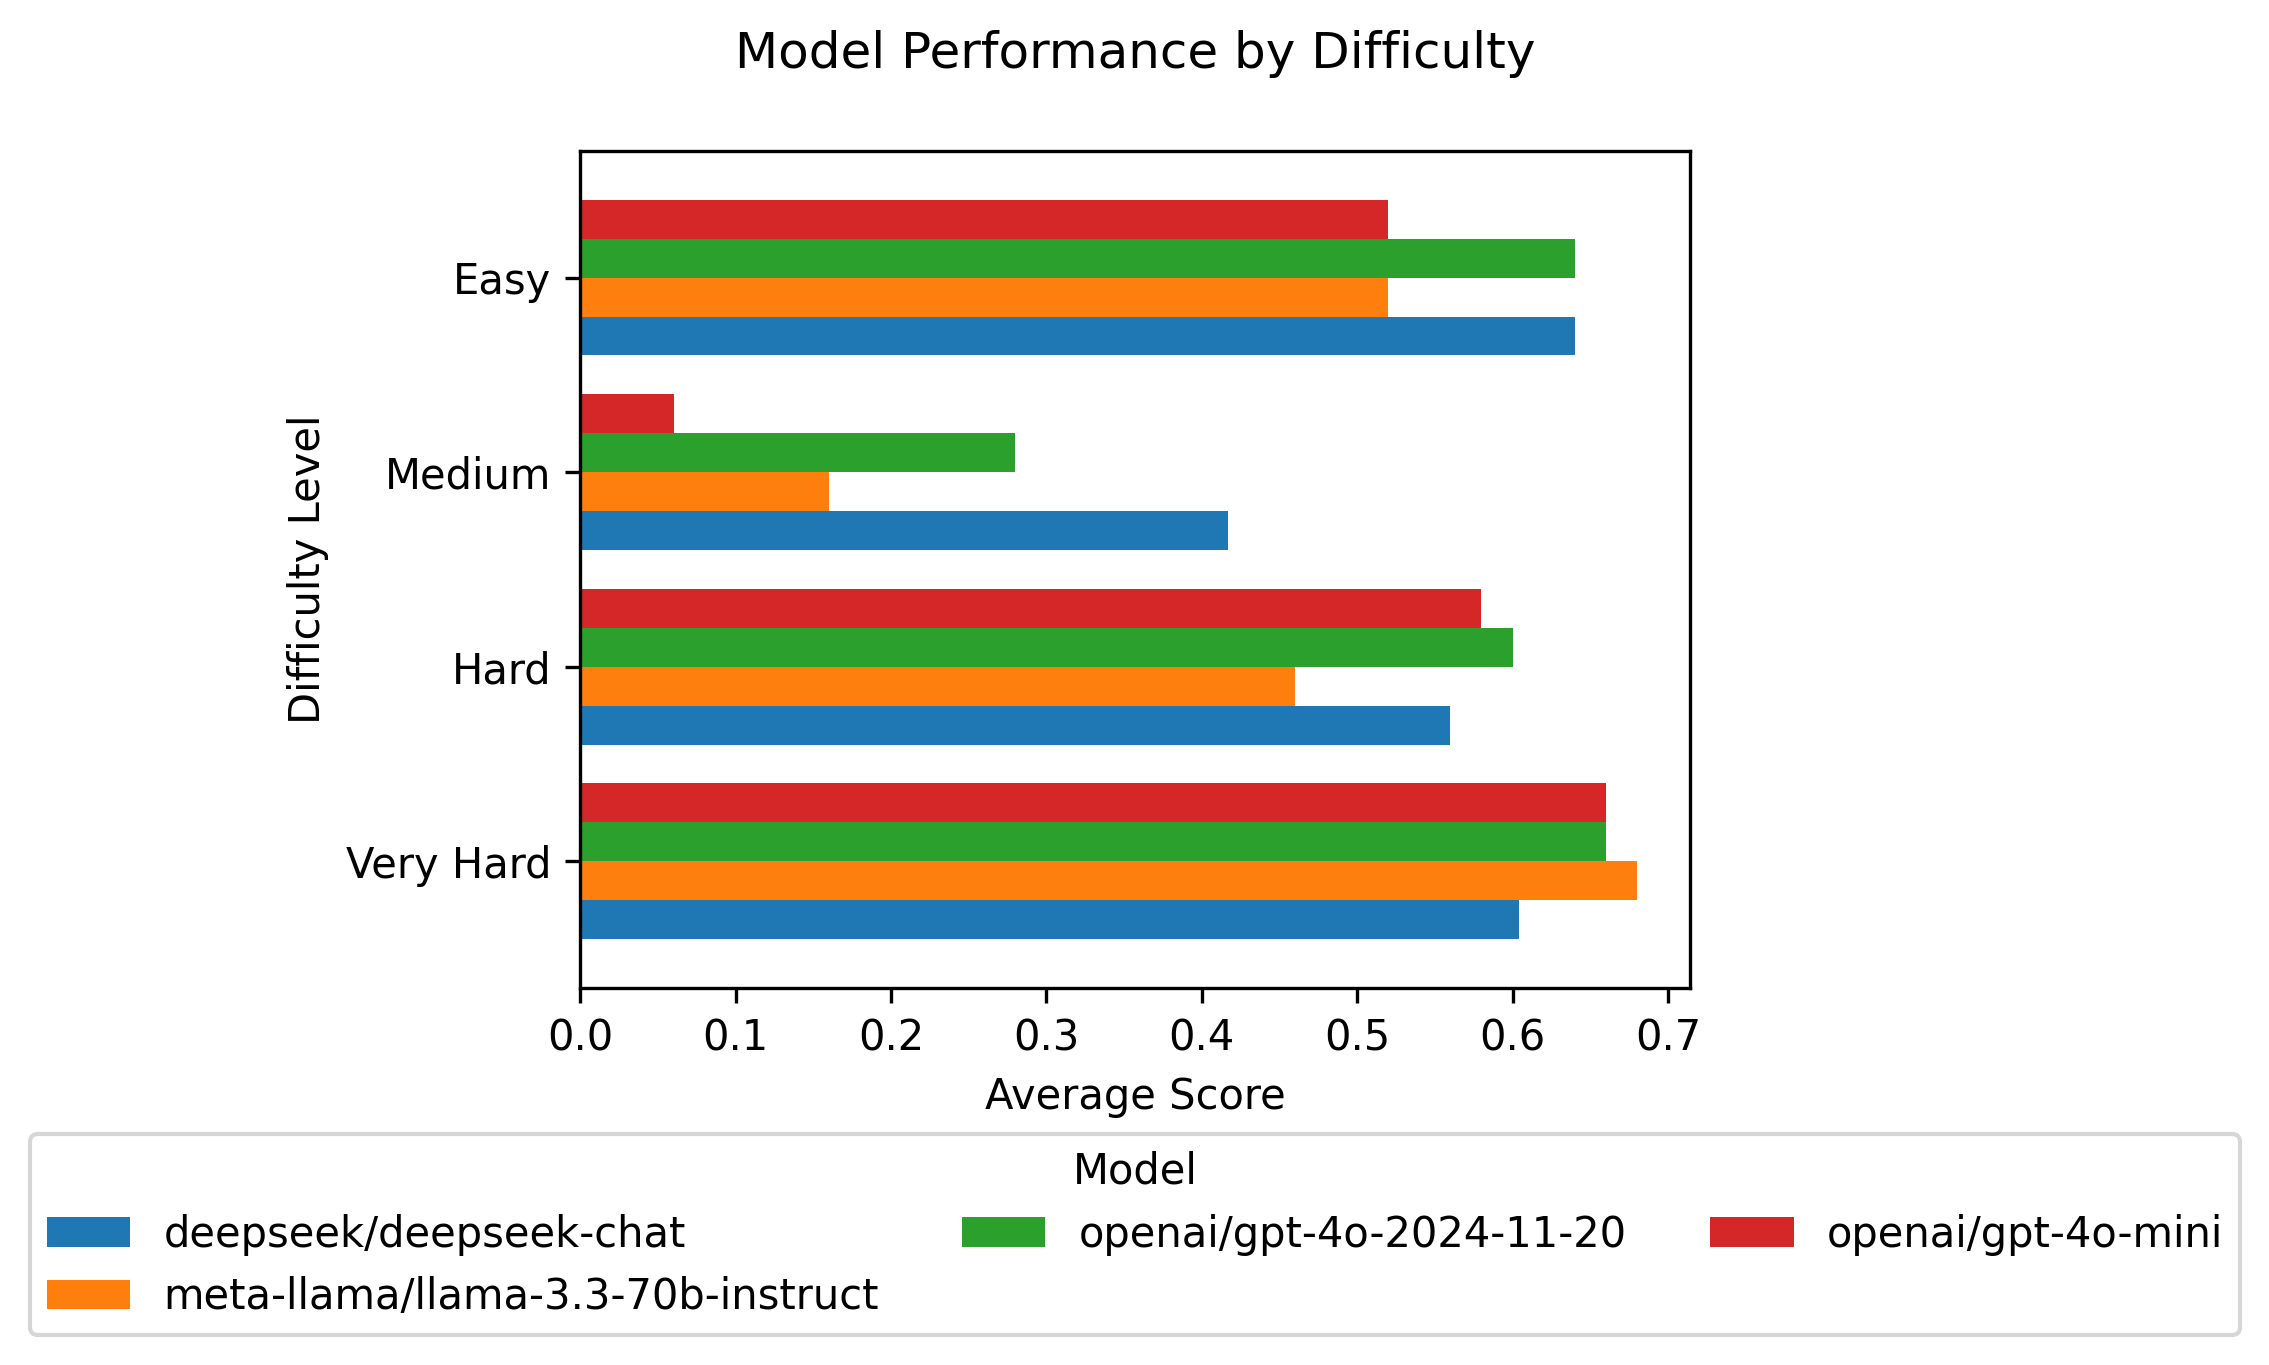 Model Performance by Difficulty
Difficulty Level
Easy
Medium
Hard
Very Hard
0.0 0.1 0.2 0.3 0.4 0.5 0.6 0.7
Average Score
Model
deepseek/deepseek-chat openai/gpt-4o-2024-11-20 openai/gpt-4o-mini
meta-llama/llama-3.3-70b-instruct